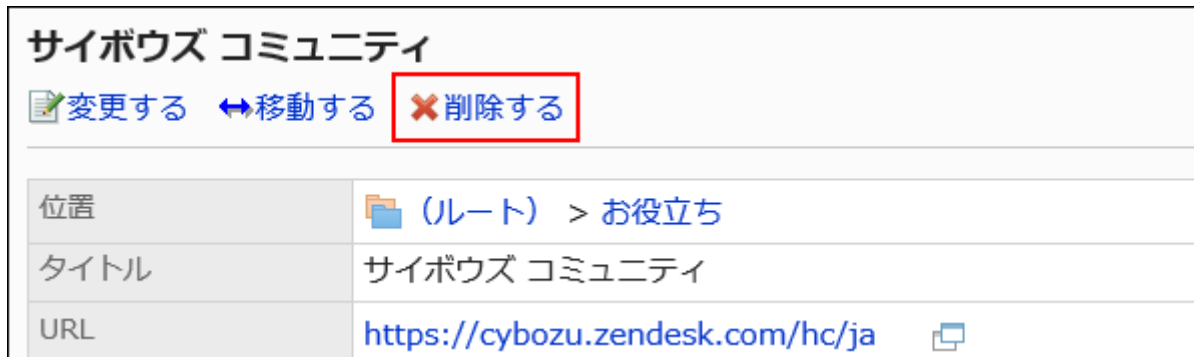 サイボウズ コミュニティ
変更する 移動する 削除する
位置 (ルート) > お役立ち
タイトル サイボウズ コミュニティ
URL https://cybozu.zendesk.com/hc/ja